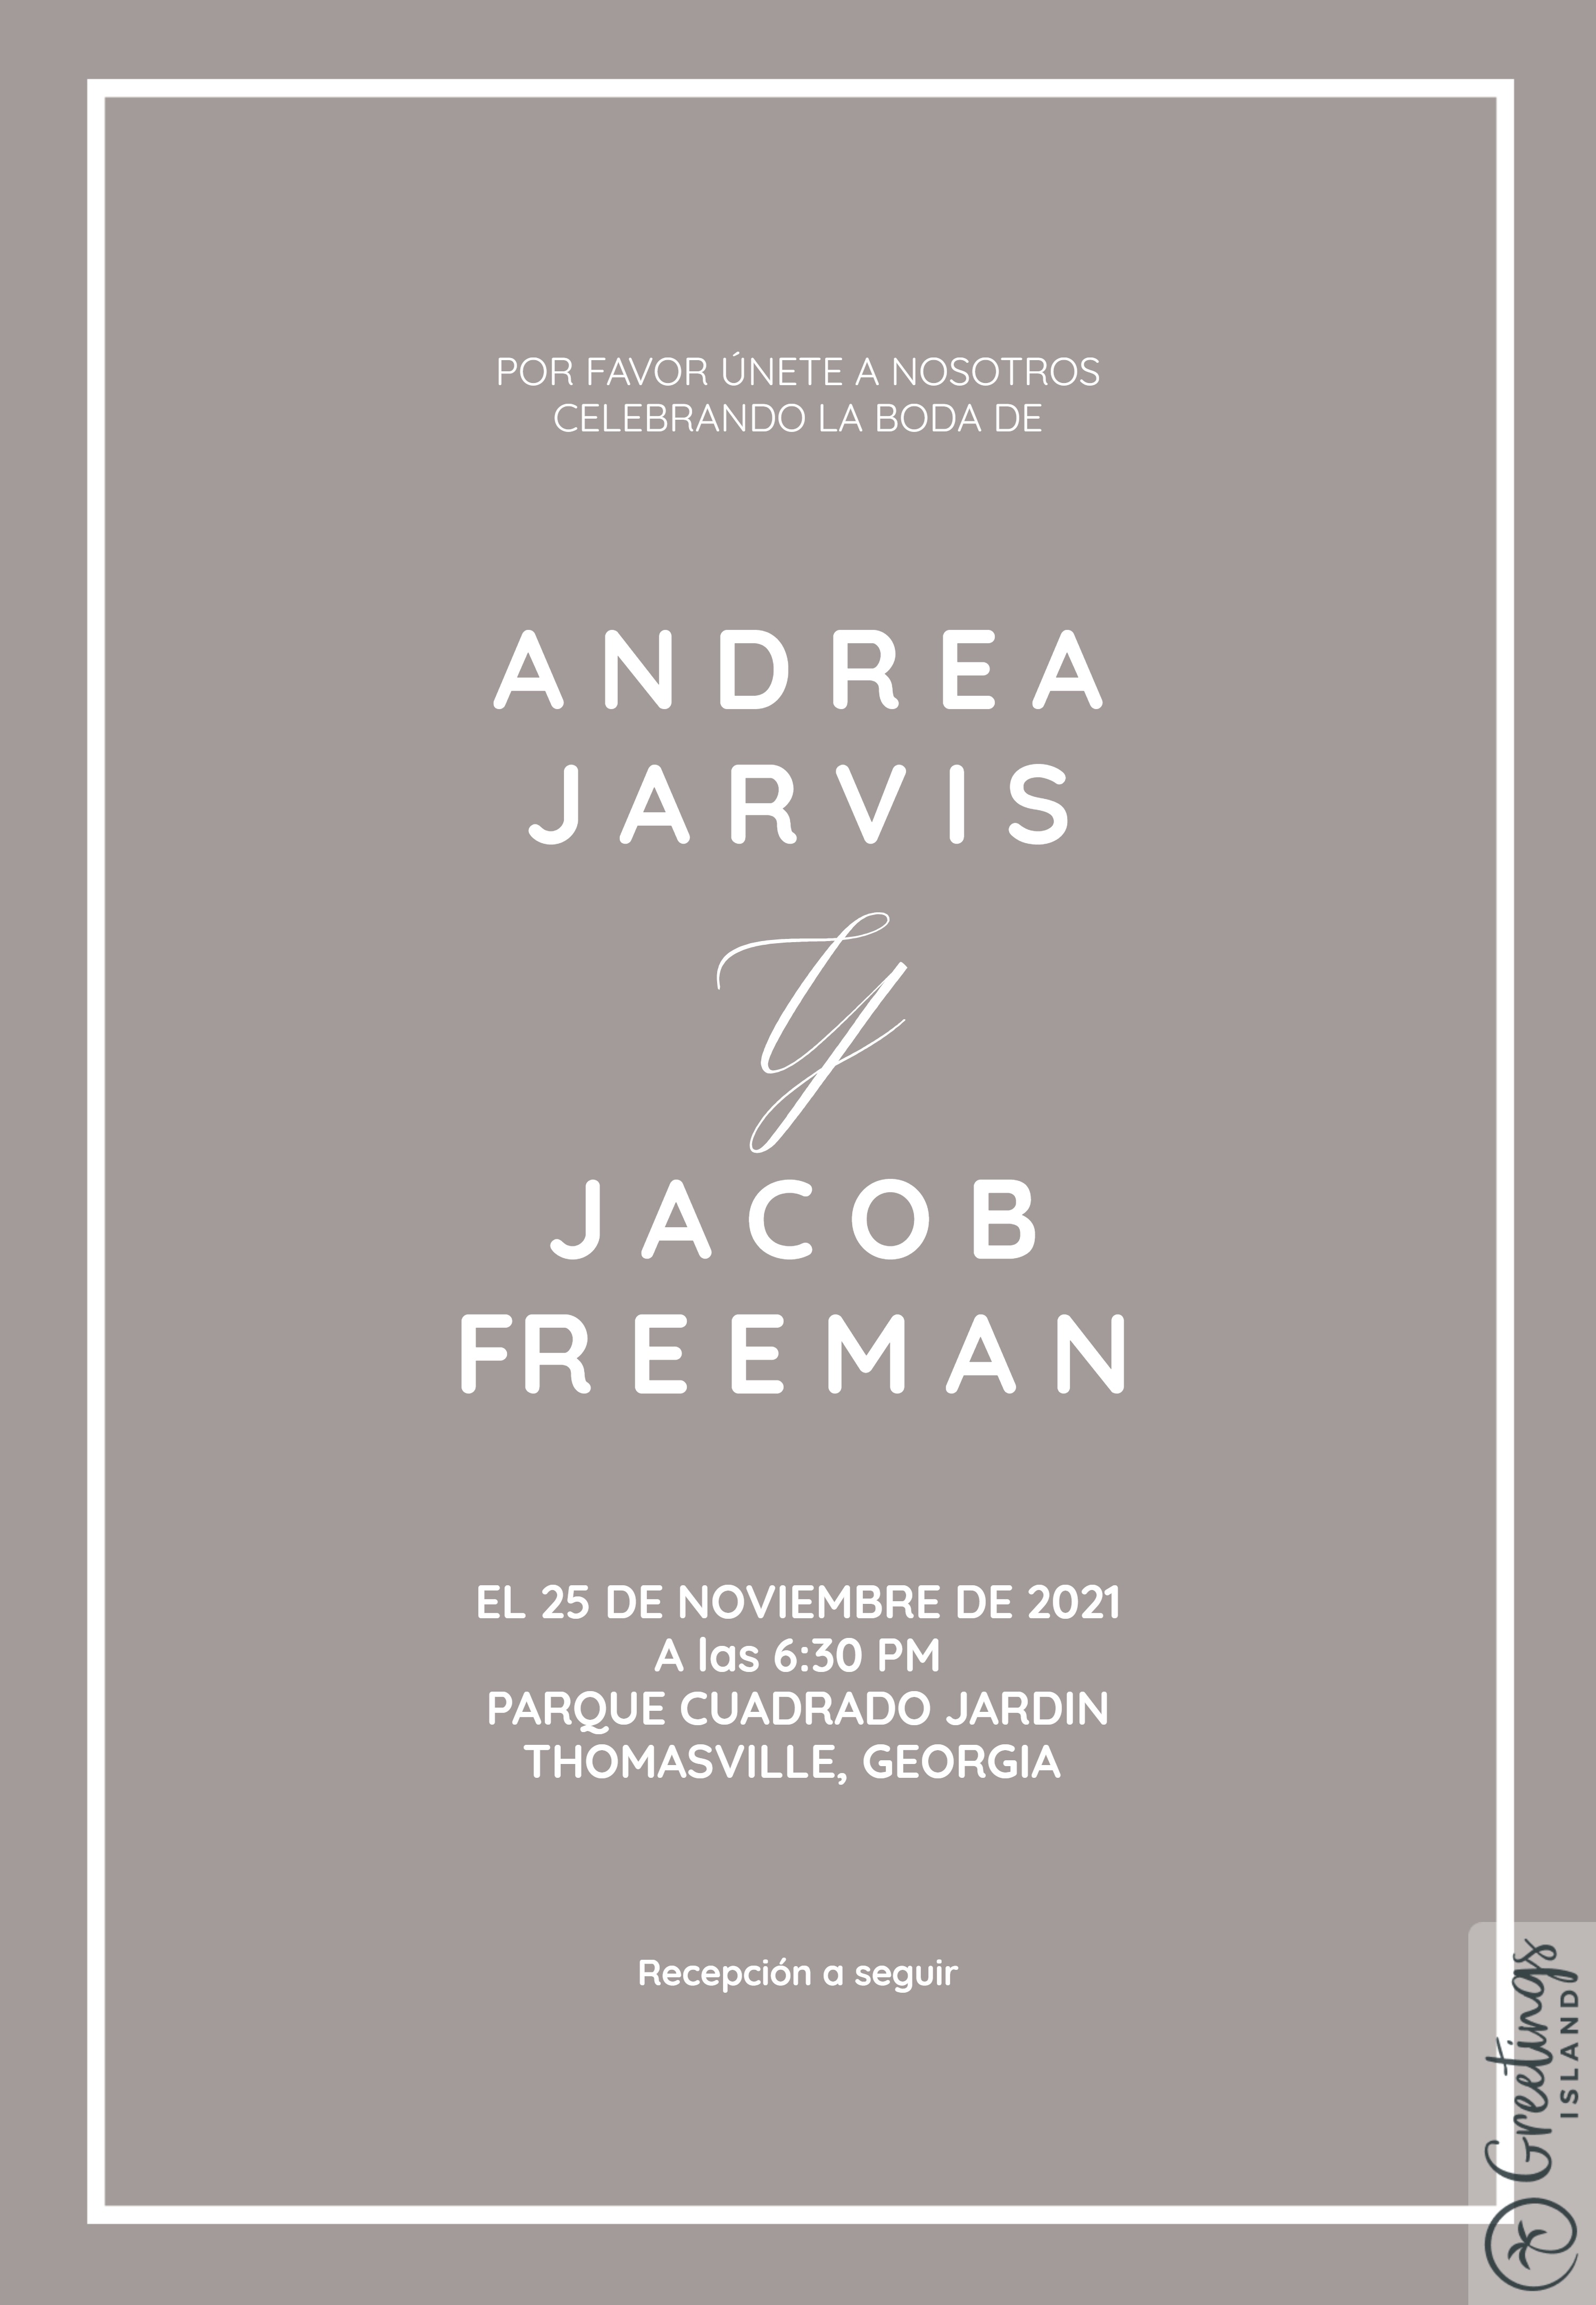 POR FAVOR ÚNETE A NOSOTROS
CELEBRANDO LA BODA DE
ANDREA
JARVIS
y
JACOB
FREEMAN
EL 25 DE NOVIEMBRE DE 2021
A las 6:30 PM
PARQUE CUADRADO JARDIN
THOMASVILLE, GEORGIA
Recepción a seguir
Greetings
ISLAND